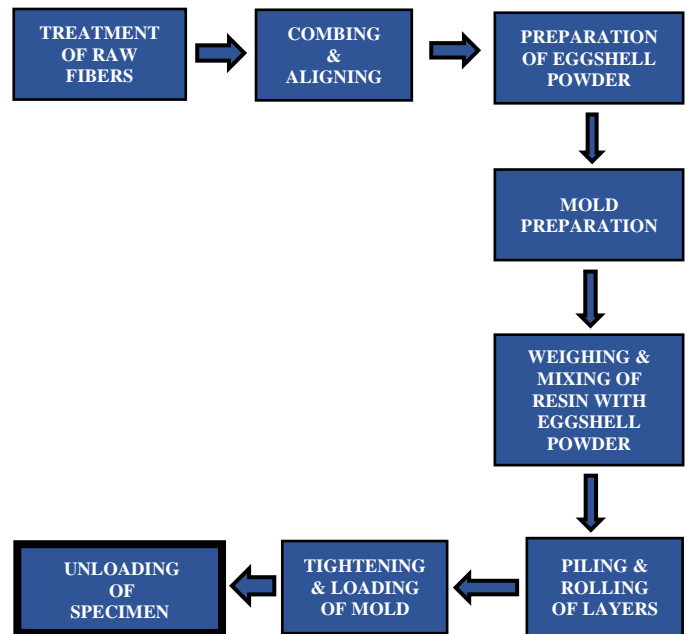 TREATMENT
OF RAW
FIBERS
COMBING
&
ALIGNING
PREPARATION
OF EGGSHELL
POWDER
MOLD
PREPARATION
WEIGHING &
MIXING OF
RESIN WITH
EGGSHELL
POWDER
PILING &
ROLLING
OF LAYERS
TIGHTENING
& LOADING
OF MOLD
UNLOADING
OF
SPECIMEN